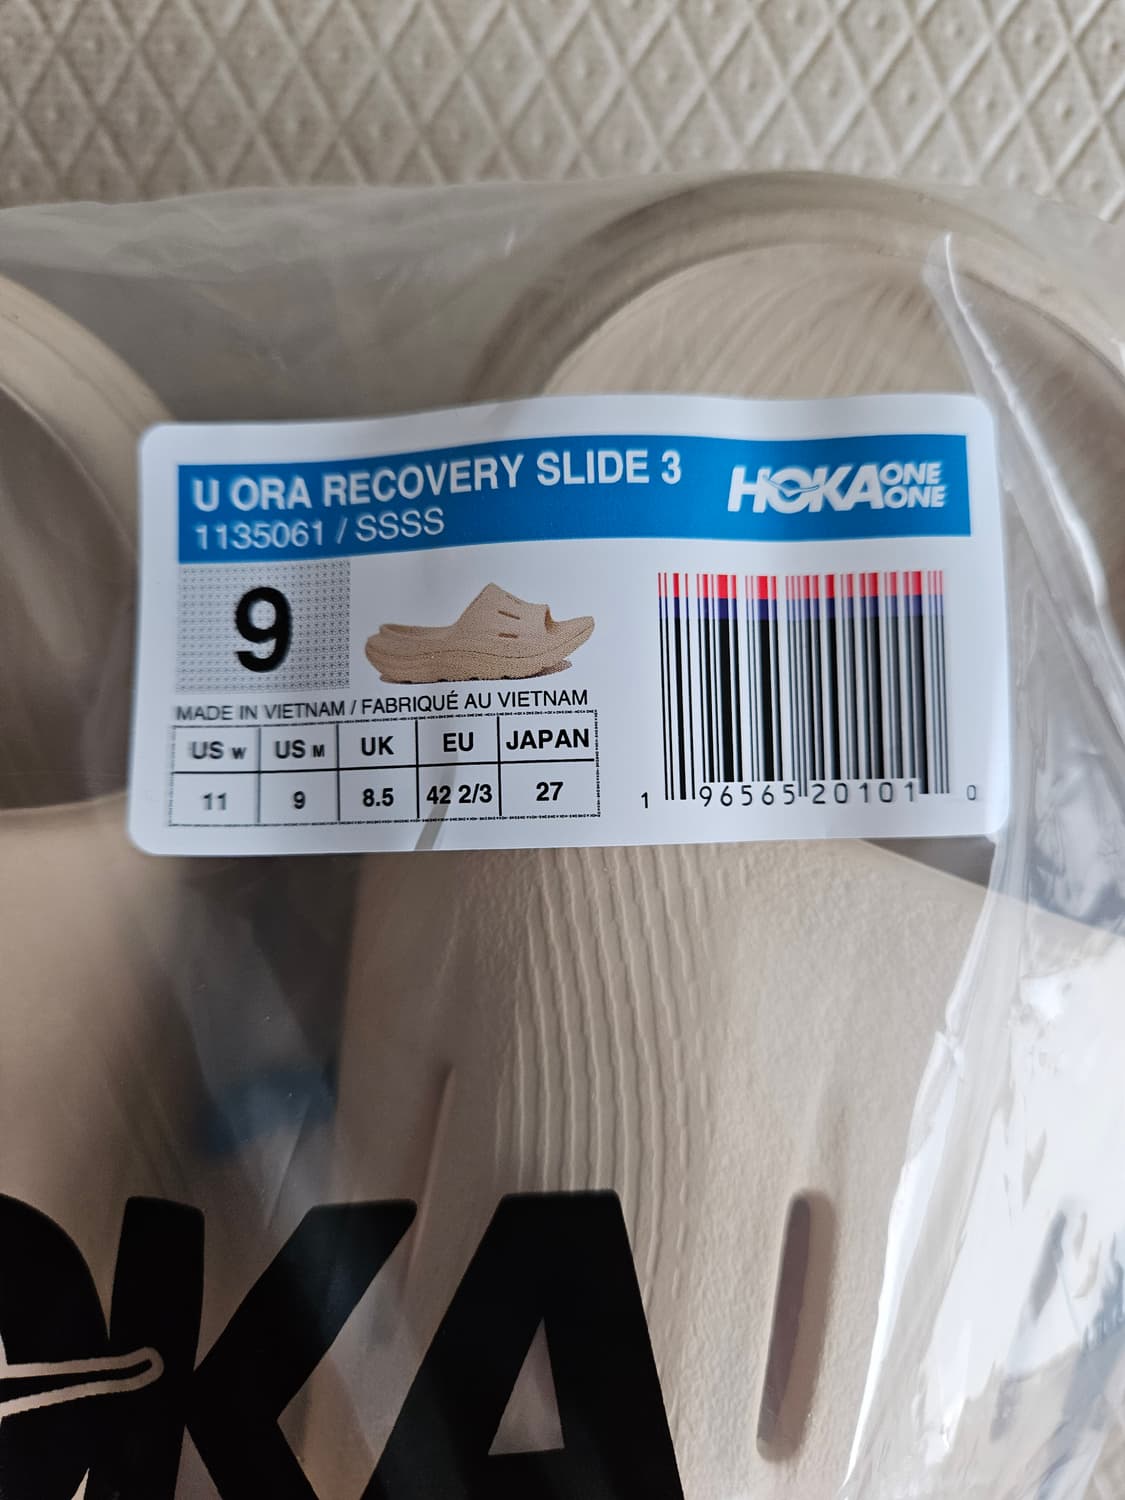 U ORA RECOVERY SLIDE 3
1135061 / SSSS
HOKA ONE ONE
9
MADE IN VIETNAM / FABRIQUÉ AU VIETNAM
US W US M UK EU JAPAN
11 9 8.5 42 2/3 27
1 96565 20101 0
OKA